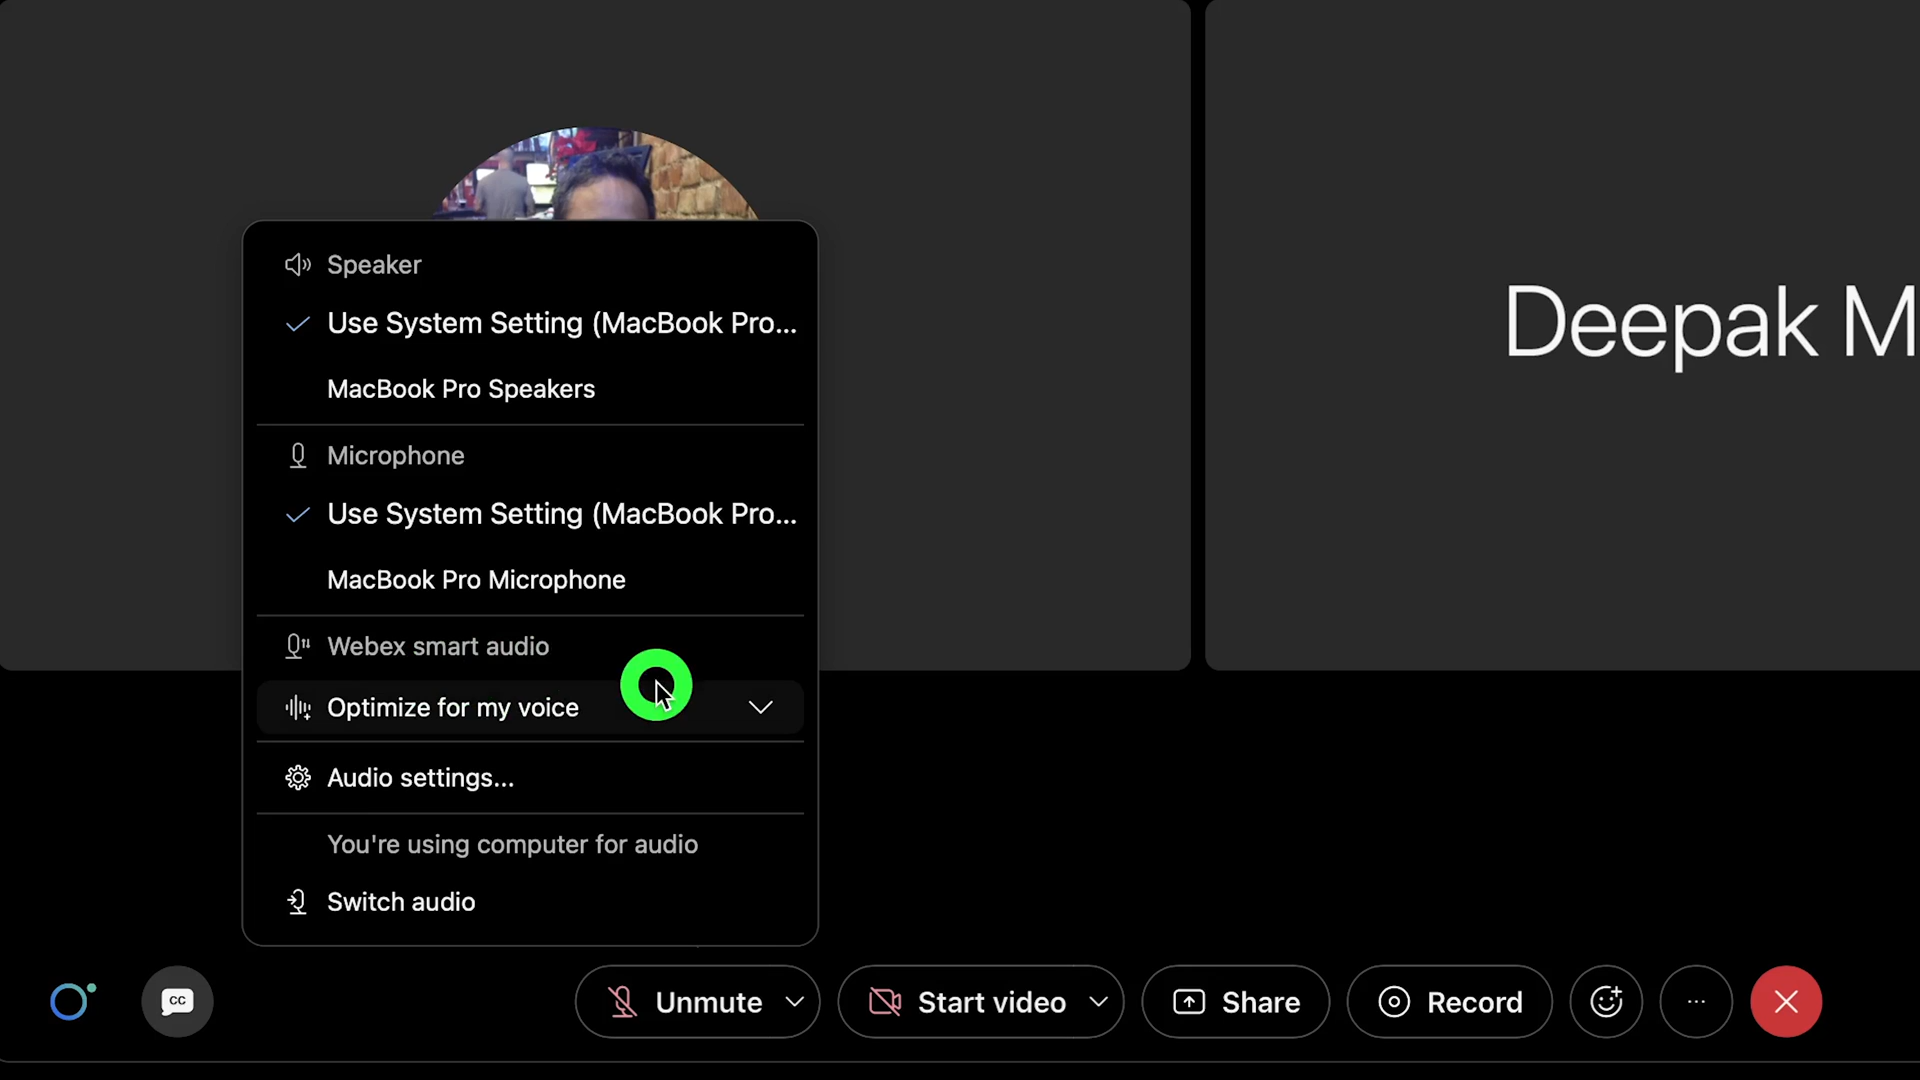 Speaker
Use System Setting (MacBook Pro...
MacBook Pro Speakers
Microphone
Use System Setting (MacBook Pro...
MacBook Pro Microphone
Webex smart audio
Optimize for my voice
Audio settings...
You're using computer for audio
Switch audio
Deepak M
CC
Unmute
Start video
Share
Record